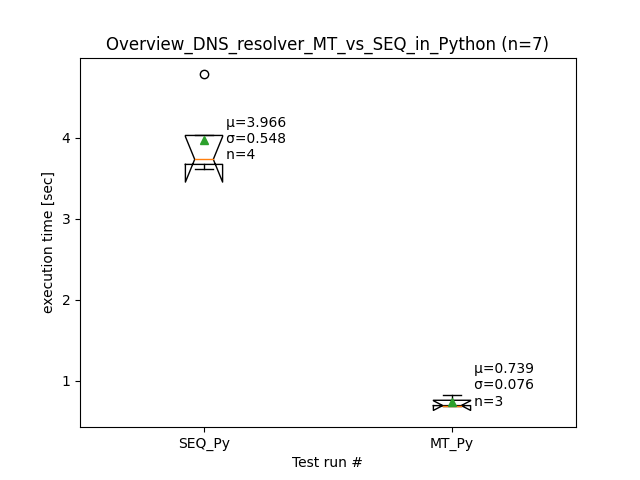 Overview_DNS_resolver_MT_vs_SEQ_in_Python (n=7)
execution time [sec]
4
3
2
1
μ=3.966
σ=0.548
n=4
μ=0.739
σ=0.076
n=3
SEQ_Py
MT_Py
Test run #